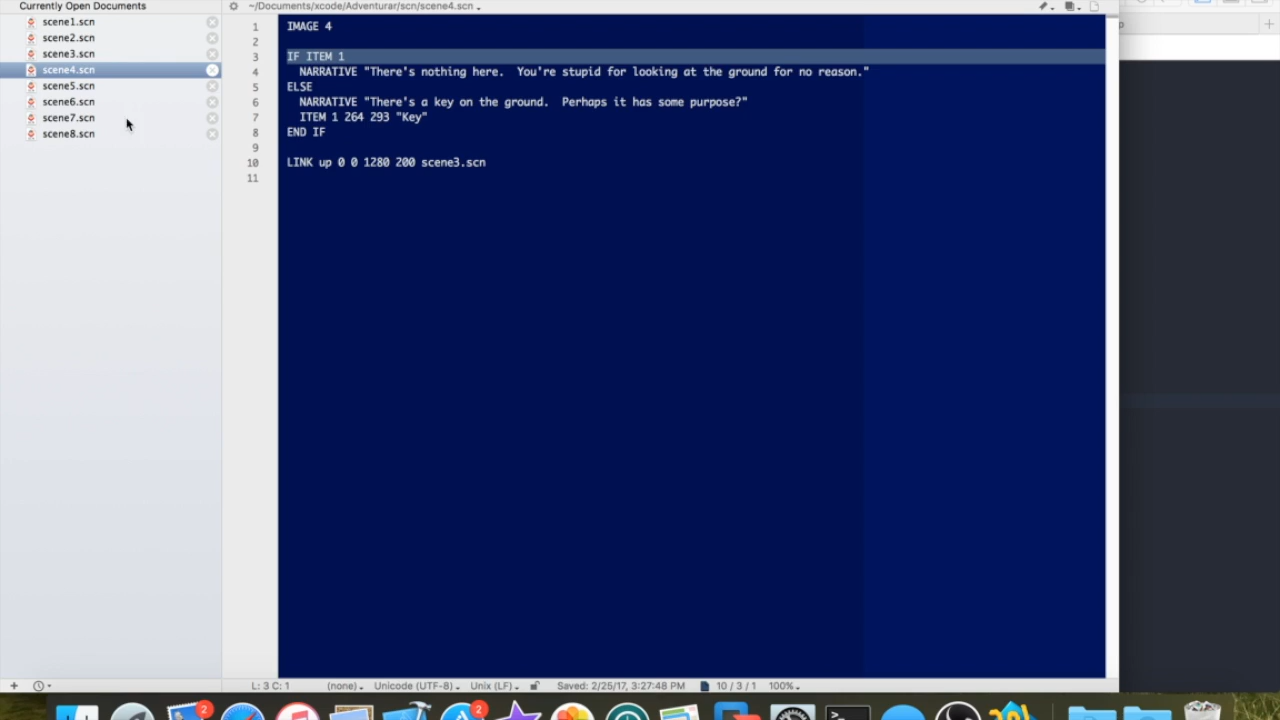 Currently Open Documents
~/Documents/xcode/Adventurar/scn/scene4.scn
scene1.scn
scene2.scn
scene3.scn
scene4.scn
scene5.scn
scene6.scn
scene7.scn
scene8.scn
1 IMAGE 4
2
3 IF ITEM 1
4 NARRATIVE "There's nothing here.  You're stupid for looking at the ground for no reason."
5 ELSE
6 NARRATIVE "There's a key on the ground.  Perhaps it has some purpose?"
7 ITEM 1 264 293 "Key"
8 END IF
9
10 LINK up 0 0 1280 200 scene3.scn
11
L: 3 C: 1 (none) Unicode (UTF-8) Unix (LF) Saved: 2/25/17, 3:27:48 PM 10 / 3 / 1 100%
2 2